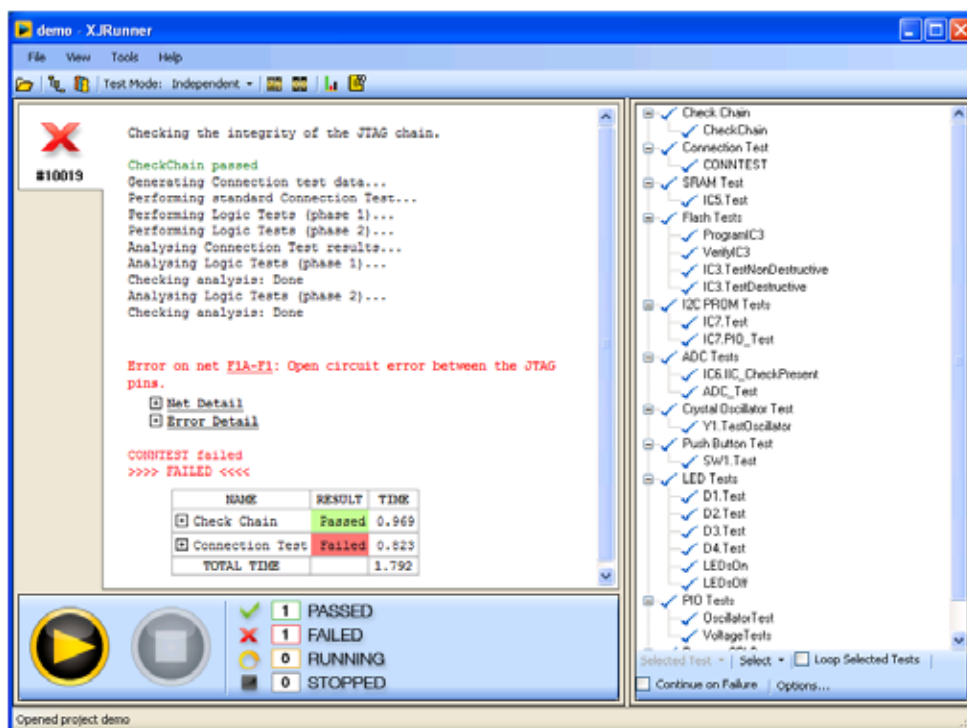 demo - XJRunner
File View Tools Help
Test Mode: Independent
#10019
Checking the integrity of the JTAG chain.
CheckChain passed
Generating Connection test data...
Performing standard Connection Test...
Performing Logic Tests (phase 1)...
Performing Logic Tests (phase 2)...
Analysing Connection Test results...
Analysing Logic Tests (phase 1)...
Checking analysis: Done
Analysing Logic Tests (phase 2)...
Checking analysis: Done
Error on net F1A-F1: Open circuit error between the JTAG
pins.
Net Detail
Error Detail
CONNTEST failed
>>>> FAILED <<<<
NAME RESULT TIME
Check Chain Passed 0.969
Connection Test Failed 0.823
TOTAL TIME 1.792
1 PASSED
1 FAILED
0 RUNNING
0 STOPPED
Check Chain
CheckChain
Connection Test
CONNTEST
SRAM Test
IC5.Test
Flash Tests
ProgramIC3
VerifyIC3
IC3.TestNonDestructive
IC3.TestDestructive
I2C PROM Tests
IC7.Test
IC7.PIO_Test
ADC Tests
IC6.IIC_CheckPresent
ADC_Test
Crystal Oscillator Test
Y1.TestOscillator
Push Button Test
SW1.Test
LED Tests
D1.Test
D2.Test
D3.Test
D4.Test
LEDsOn
LEDsOff
PIO Tests
OscillatorTest
VoltageTests
Selected Test Select Loop Selected Tests
Continue on Failure Options...
Opened project demo